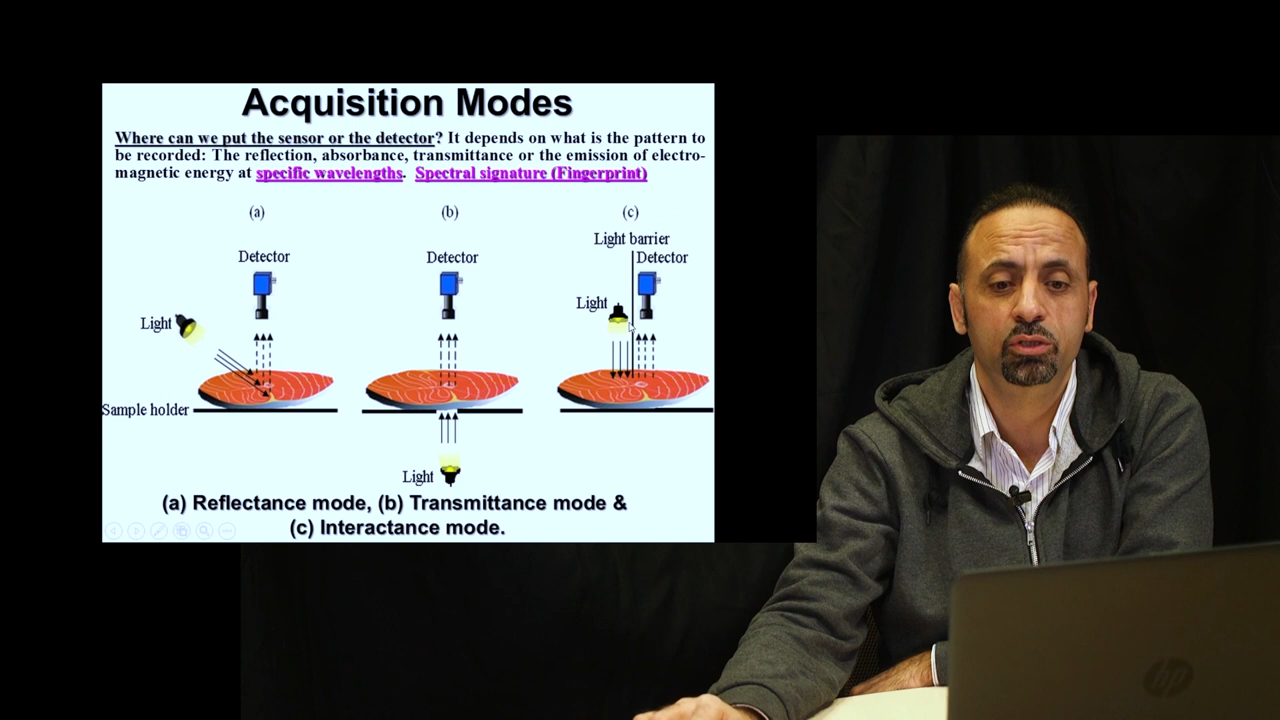 Acquisition Modes
Where can we put the sensor or the detector? It depends on what is the pattern to
be recorded: The reflection, absorbance, transmittance or the emission of electro-
magnetic energy at specific wavelengths. Spectral signature (Fingerprint)
(a)
(b)
(c)
Light barrier
Detector
Detector
Detector
Light
Light
Sample holder
Light
(a) Reflectance mode, (b) Transmittance mode &
(c) Interactance mode.
hp